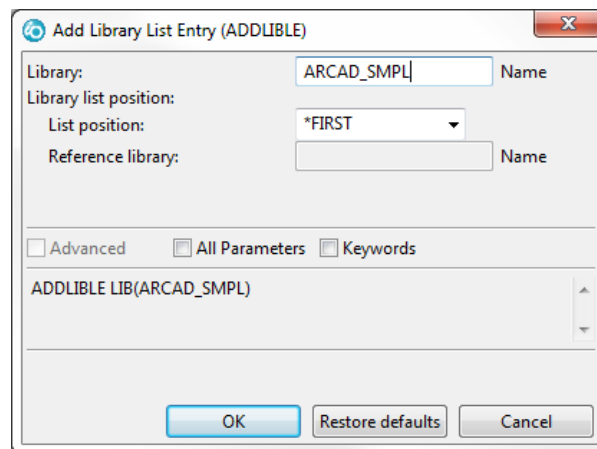 Add Library List Entry (ADDLIBLE)
Library: ARCAD_SMPL Name
Library list position:
List position: *FIRST
Reference library: Name
Advanced All Parameters Keywords
ADDLIBLE LIB(ARCAD_SMPL)
OK Restore defaults Cancel